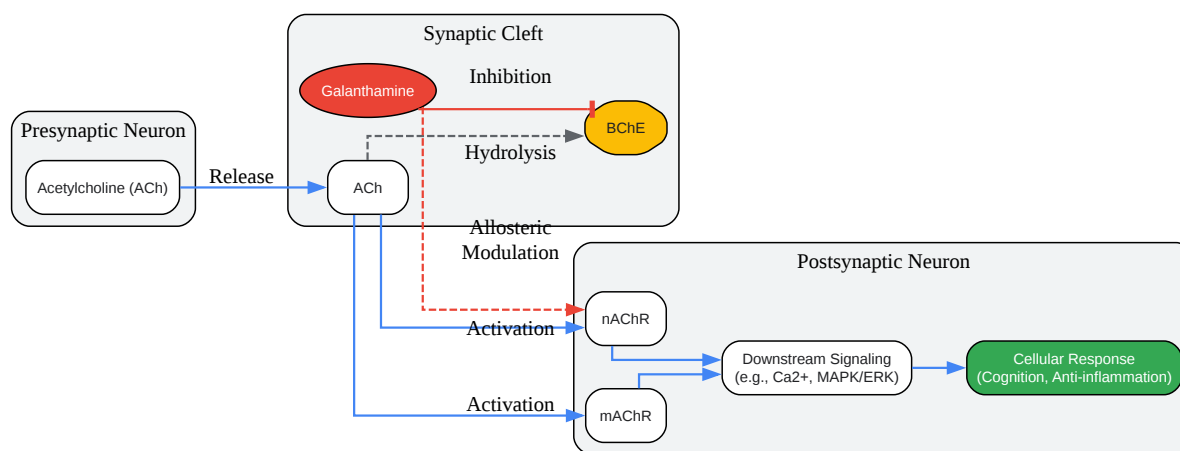 Synaptic Cleft
Galanthamine
Inhibition
BChE
Presynaptic Neuron
Acetylcholine (ACh)
Release
Hydrolysis
ACh
Allosteric
Modulation
Postsynaptic Neuron
nAChR
Activation
Downstream Signaling
(e.g., Ca2+, MAPK/ERK)
Cellular Response
(Cognition, Anti-inflammation)
Activation
mAChR